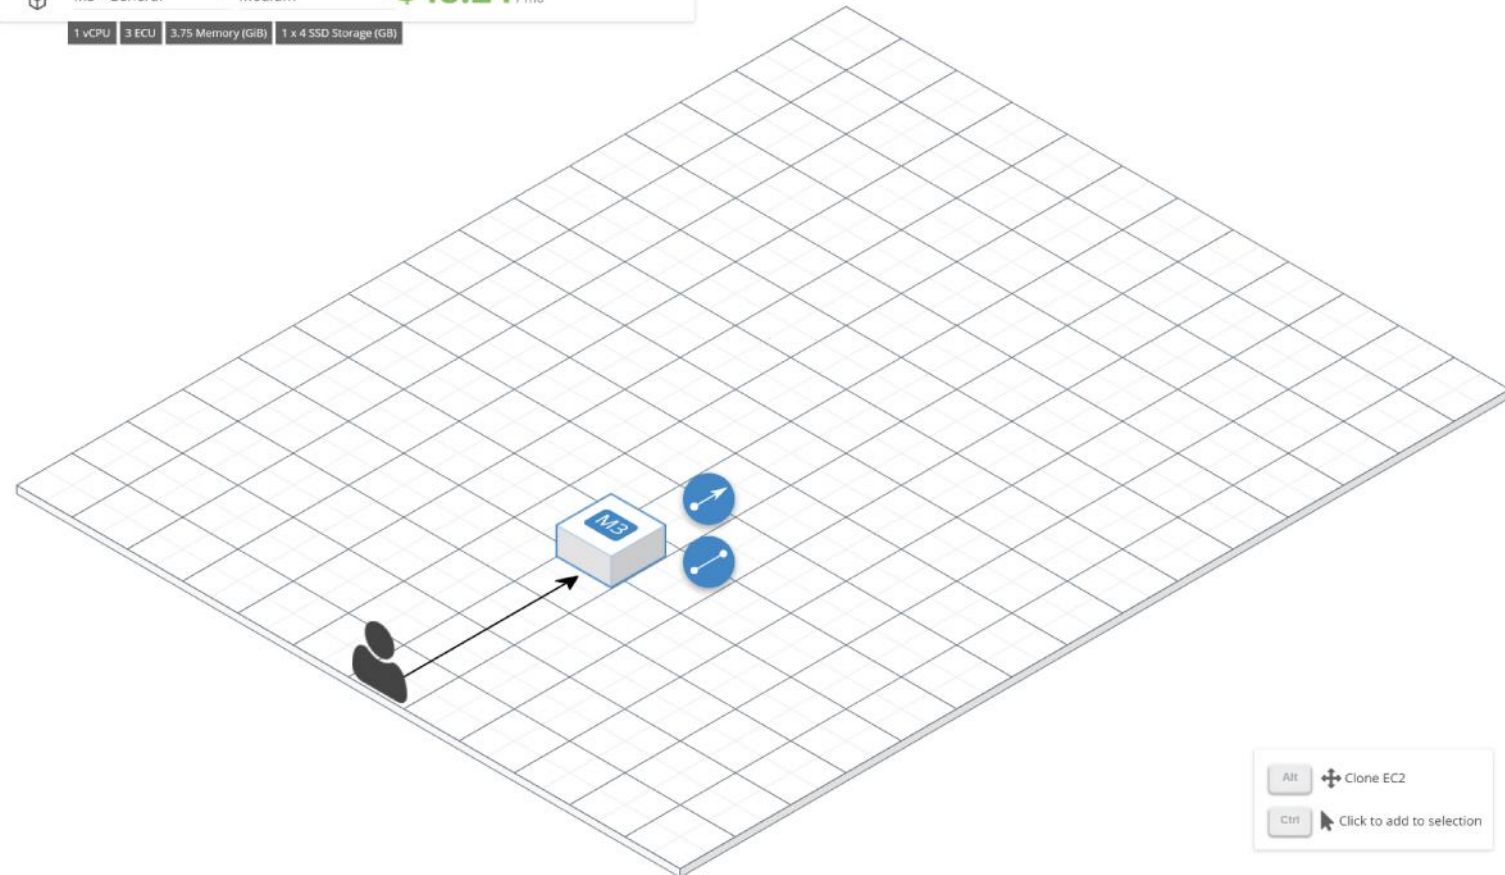 1 vCPU 3 ECU 3.75 Memory (GiB) 1 x 4 SSD Storage (GB)
M3
Alt Clone EC2
Ctrl Click to add to selection